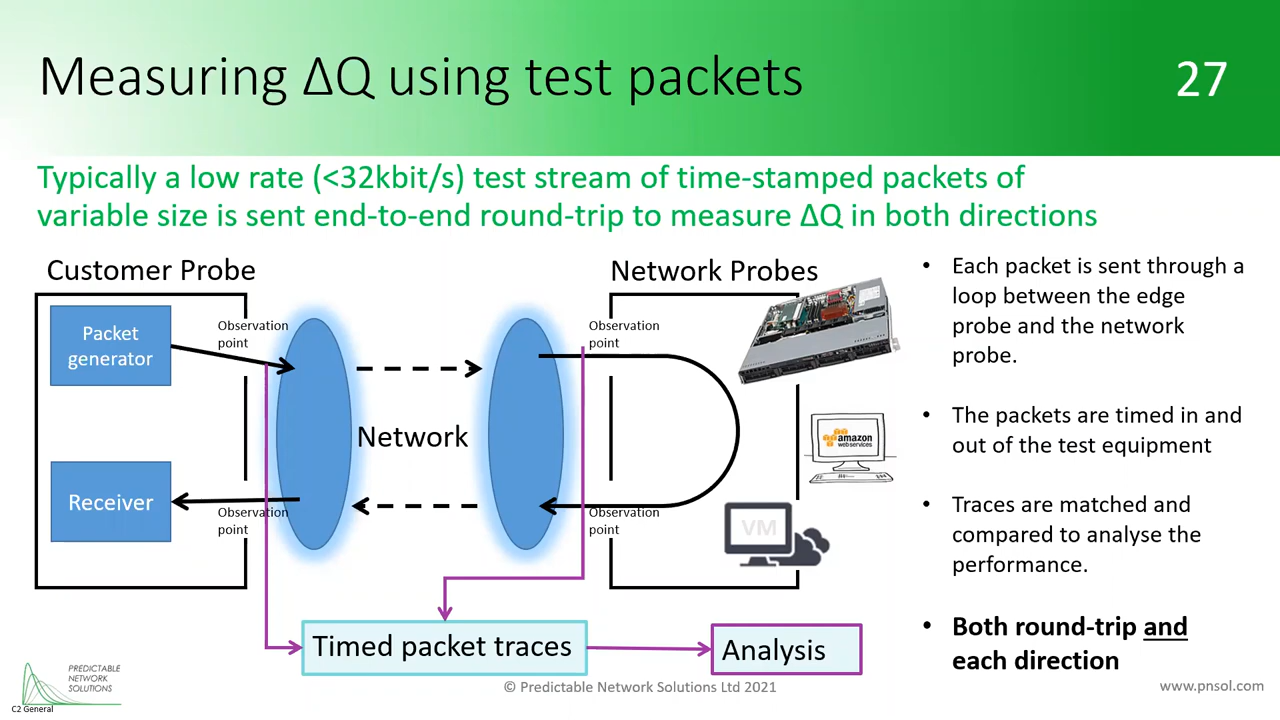 Measuring ΔQ using test packets
27
Typically a low rate (<32kbit/s) test stream of time-stamped packets of
variable size is sent end-to-end round-trip to measure ΔQ in both directions
Customer Probe
Network Probes
Packet
generator
Observation
point
Observation
point
Network
Receiver
Observation
point
Observation
point
amazon
web services
VM
Timed packet traces
Analysis
• Each packet is sent through a
loop between the edge
probe and the network
probe.
• The packets are timed in and
out of the test equipment
• Traces are matched and
compared to analyse the
performance.
• Both round-trip and
each direction
PREDICTABLE
NETWORK
SOLUTIONS
C2 General
© Predictable Network Solutions Ltd 2021
www.pnsol.com